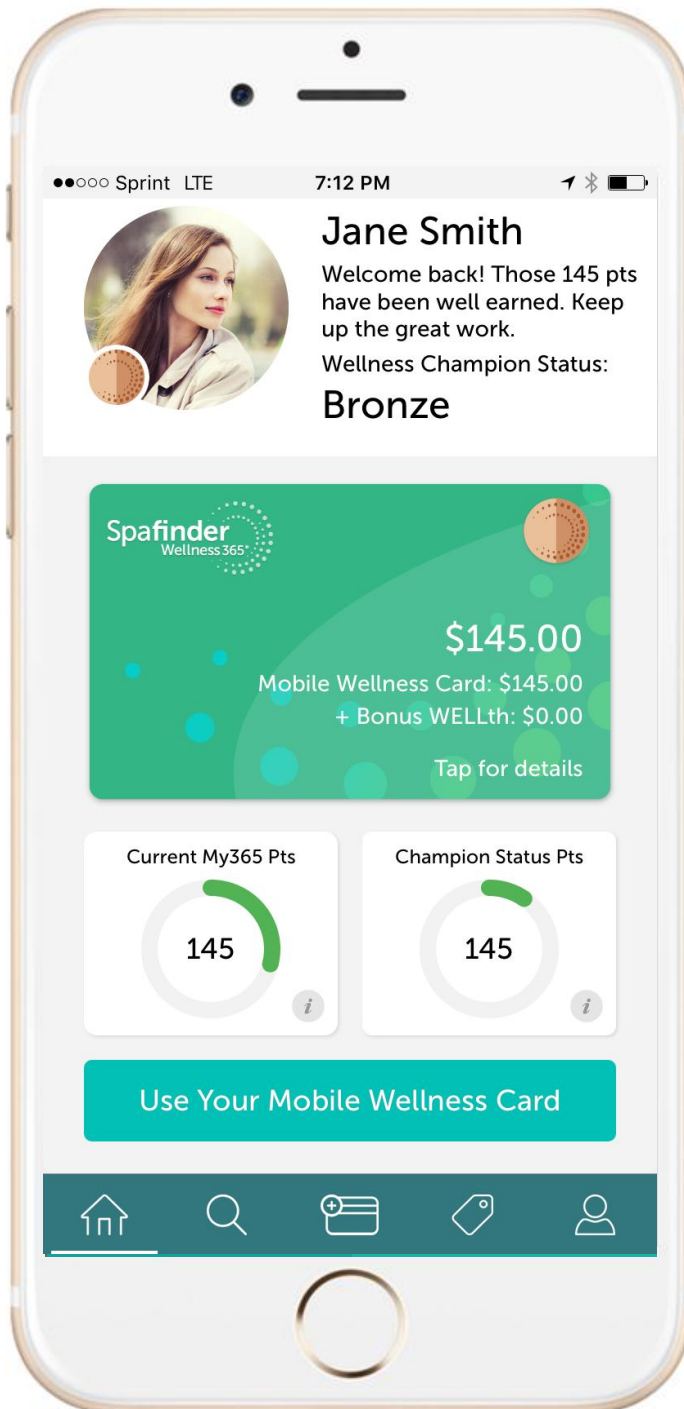 Sprint LTE 7:12 PM
Jane Smith
Welcome back! Those 145 pts
have been well earned. Keep
up the great work.
Wellness Champion Status:
Bronze
Spafinder
Wellness365®
$145.00
Mobile Wellness Card: $145.00
+ Bonus WELLth: $0.00
Tap for details
Current My365 Pts
145
i
Champion Status Pts
145
i
Use Your Mobile Wellness Card